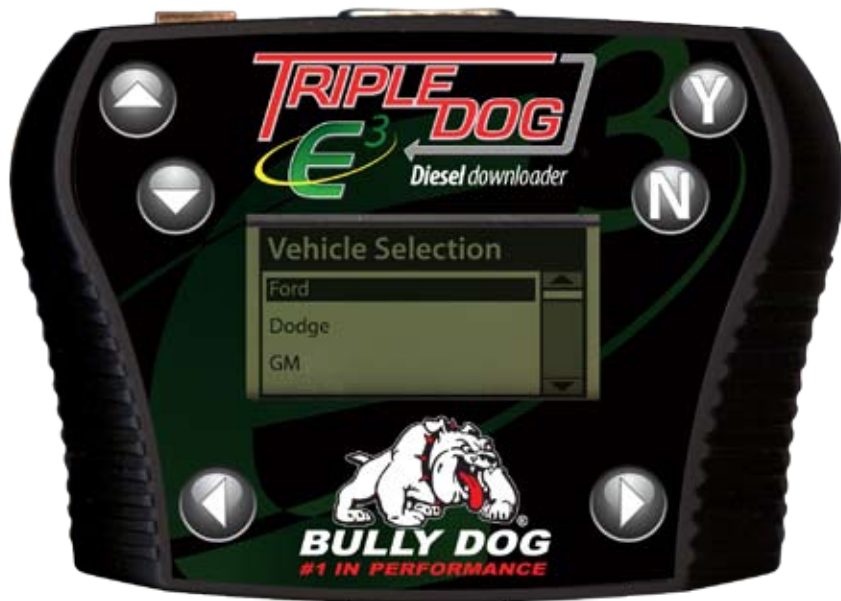 TRIPLE
DOG
E3
Diesel downloader
Y
N
Vehicle Selection
Ford
Dodge
GM
BULLY DOG®
#1 IN PERFORMANCE